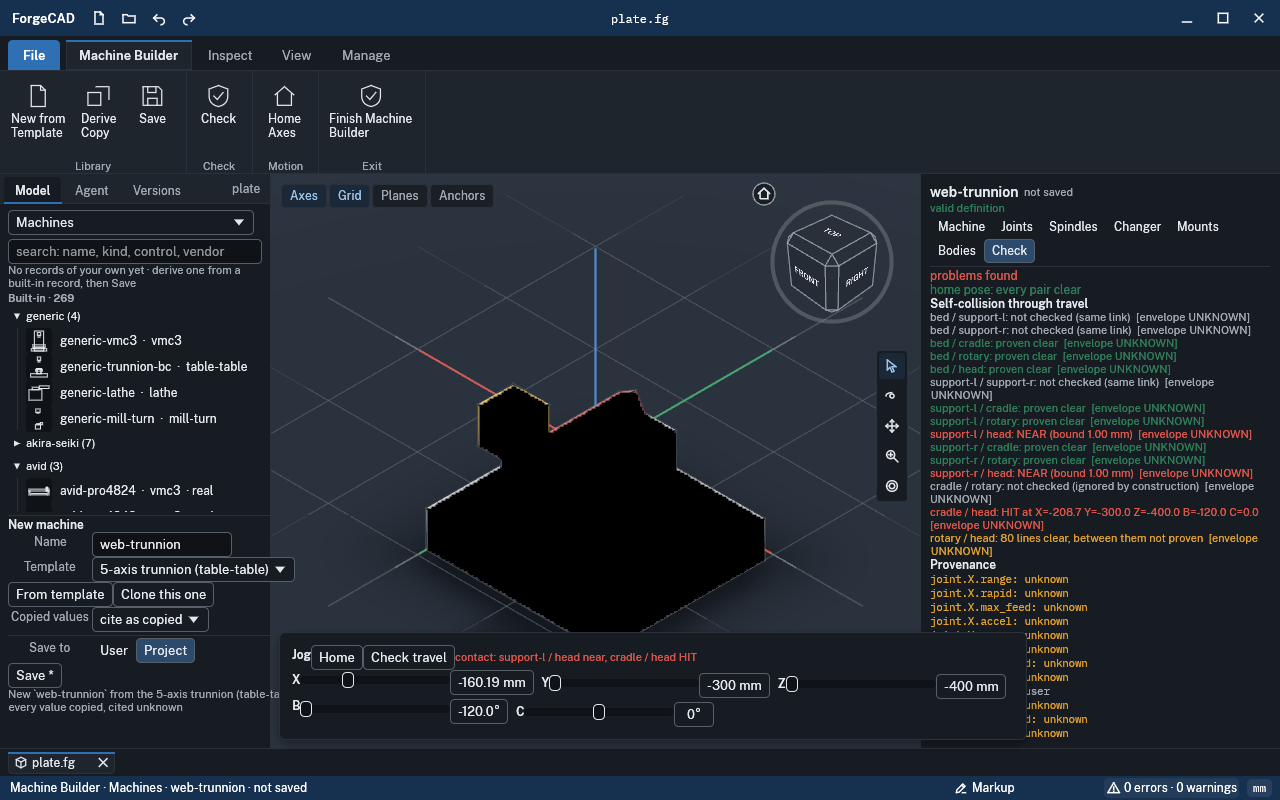 ForgeCAD
plate.fg
File
Machine Builder
Inspect
View
Manage
New from Template
Derive Copy
Save
Check
Home Axes
Finish Machine Builder
Library
Check
Motion
Exit
Model
Agent
Versions
plate
Machines
search: name, kind, control, vendor
No records of your own yet · derive one from a
built-in record, then Save
Built-in · 269
generic (4)
generic-vmc3 · vmc3
generic-trunnion-bc · table-table
generic-lathe · lathe
generic-mill-turn · mill-turn
akira-seiki (7)
avid (3)
avid-pro4824 · vmc3 · real
New machine
Name
web-trunnion
Template
5-axis trunnion (table-table)
From template
Clone this one
Copied values
cite as copied
Save to
User
Project
Save *
New `web-trunnion` from the 5-axis trunnion (table-ta
every value copied, cited unknown
Axes
Grid
Planes
Anchors
TOP
FRONT
RIGHT
Jog
Home
Check travel
contact: support-l / head near, cradle / head HIT
X
-160.19 mm
Y
-300 mm
Z
-400 mm
B
-120.0°
C
0°
web-trunnion not saved
valid definition
Machine
Joints
Spindles
Changer
Mounts
Bodies
Check
problems found
home pose: every pair clear
Self-collision through travel
bed / support-l: not checked (same link) [envelope UNKNOWN]
bed / support-r: not checked (same link) [envelope UNKNOWN]
bed / cradle: proven clear [envelope UNKNOWN]
bed / rotary: proven clear [envelope UNKNOWN]
bed / head: proven clear [envelope UNKNOWN]
support-l / support-r: not checked (same link) [envelope
UNKNOWN]
support-l / cradle: proven clear [envelope UNKNOWN]
support-l / rotary: proven clear [envelope UNKNOWN]
support-l / head: NEAR (bound 1.00 mm) [envelope UNKNOWN]
support-r / cradle: proven clear [envelope UNKNOWN]
support-r / rotary: proven clear [envelope UNKNOWN]
support-r / head: NEAR (bound 1.00 mm) [envelope UNKNOWN]
cradle / rotary: not checked (ignored by construction) [envelope
UNKNOWN]
cradle / head: HIT at X=-208.7 Y=-300.0 Z=-400.0 B=-120.0 C=0.0
[envelope UNKNOWN]
rotary / head: 80 lines clear, between them not proven [envelope
UNKNOWN]
Provenance
joint.X.range: unknown
joint.X.rapid: unknown
joint.X.max_feed: unknown
joint.X.accel: unknown
unknown
unknown
d: unknown
unknown
user
unknown
d: unknown
unknown
plate.fg
Machine Builder · Machines · web-trunnion · not saved
Markup
0 errors · 0 warnings
mm